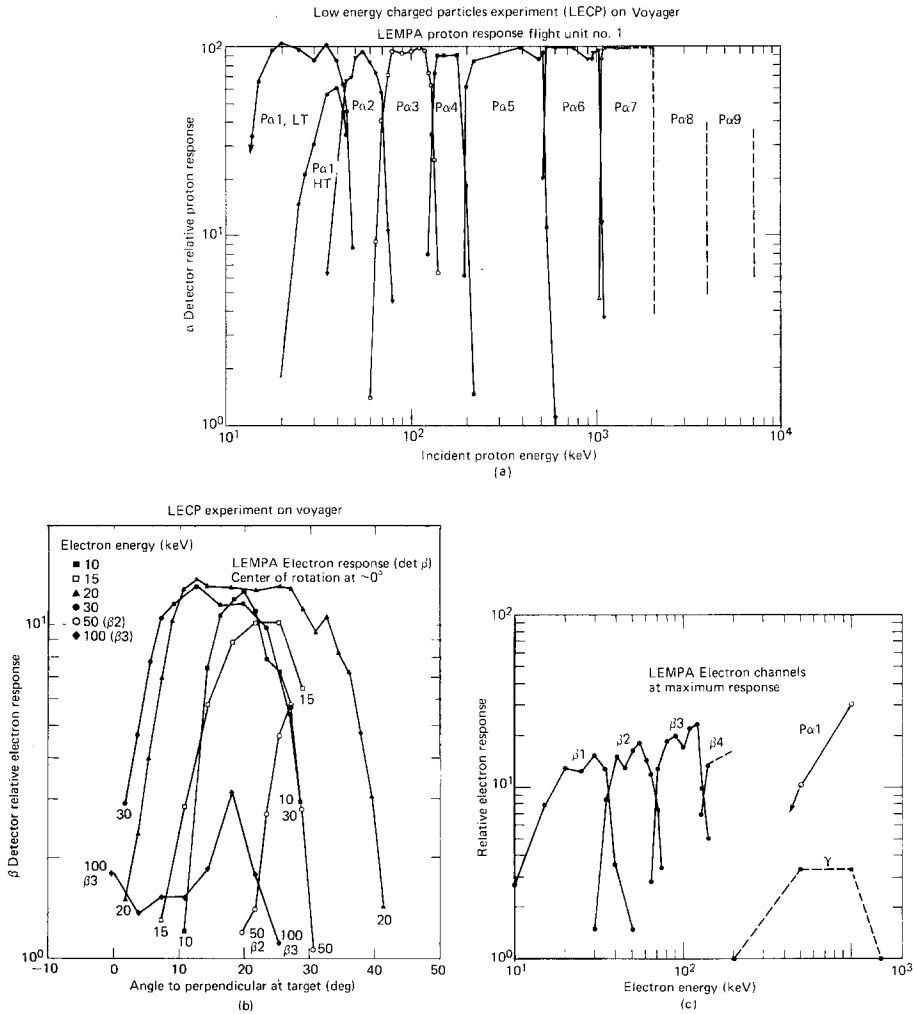 Low energy charged particles experiment (LECP) on Voyager
LEMPA proton response flight unit no. 1
α Detector relative proton response
10²
10¹
10⁰
Pα1, LT
Pα1
HT
Pα2
Pα3
Pα4
Pα5
Pα6
Pα7
Pα8
Pα9
10¹
10²
10³
10⁴
Incident proton energy (keV)
(a)
LECP experiment on voyager
Electron energy (keV)
10
15
20
30
50 (β2)
100 (β3)
LEMPA Electron response (det β)
Center of rotation at ~0°
β Detector relative electron response
10¹
10⁰
15
30
10
30
100
β3
20
15
10
50
β2
100
β3
50
20
−10
0
10
20
30
40
50
Angle to perpendicular at target (deg)
(b)
LEMPA Electron channels
at maximum response
Relative electron response
10²
10¹
10⁰
β1
β2
β3
β4
Pα1
γ
10¹
10²
10³
10³
Electron energy (keV)
(c)